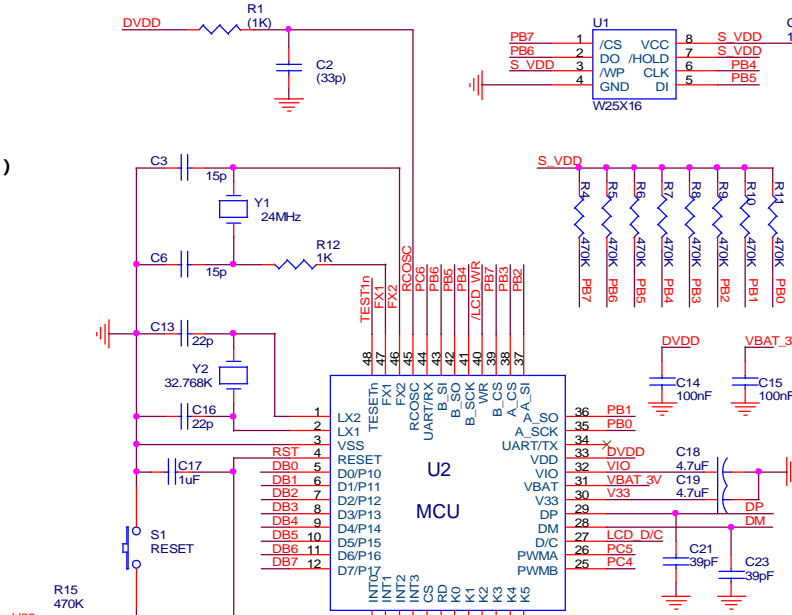 DVDD
R1
(1K)
C2
(33p)
U1
PB7
1
/CS
VCC
8
S_VDD
PB6
2
DO
/HOLD
7
S_VDD
S_VDD
3
/WP
CLK
6
PB4
4
GND
DI
5
PB5
W25X16
)
C3
15p
Y1
24MHz
C6
15p
R12
1K
S_VDD
R4
R5
R6
R7
R8
R9
R10
R11
470K
470K
470K
470K
470K
470K
470K
470K
PB7
PB6
PB5
PB4
PB3
PB2
PB1
PB0
TEST1n
FX1
FX2
RCOSC
PC6
PB6
PB5
PB4
/LCD_WR
PB7
PB3
PB2
48
47
46
45
44
43
42
41
40
39
38
37
TESETn
FX1
FX2
RCOSC
UART/RX
B_SI
B_SO
B_SCK
WR
B_CS
A_CS
A_SI
C13
22p
Y2
32.768K
C16
22p
C17
1uF
S1
RESET
R15
470K
DVDD
C14
100nF
VBAT_3
C15
100nF
1
LX2
2
LX1
3
VSS
RST
4
RESET
DB0
5
D0/P10
DB1
6
D1/P11
DB2
7
D2/P12
DB3
8
D3/P13
DB4
9
D4/P14
DB5
10
D5/P15
DB6
11
D6/P16
DB7
12
D7/P17
U2
MCU
A_SO
36
PB1
A_SCK
35
PB0
UART/TX
34
VDD
33
DVDD
VIO
32
VIO
VBAT
31
VBAT_3V
V33
30
V33
DP
29
DP
DM
28
DM
D/C
27
LCD_D/C
PWMA
26
PC5
PWMB
25
PC4
C18
4.7uF
C19
4.7uF
C21
39pF
C23
39pF
INT0
INT1
INT2
INT3
CS
RD
K0
K1
K2
K3
K4
K5